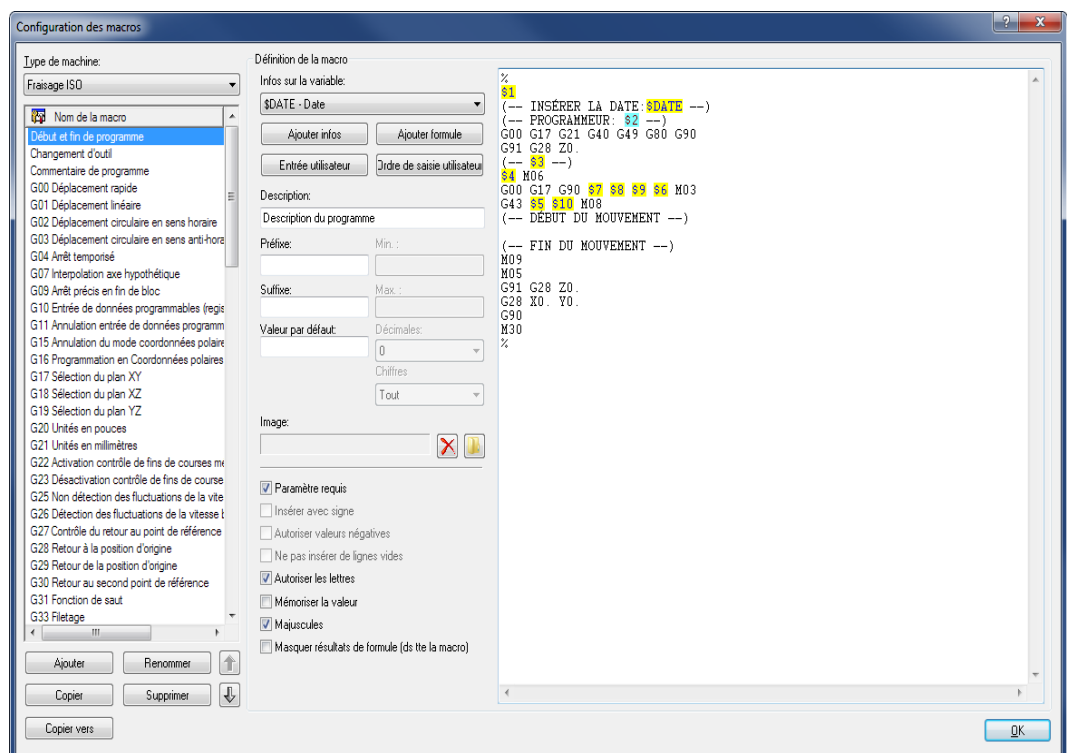 Configuration des macros
?
X
Type de machine:
Fraisage ISO
Nom de la macro
Début et fin de programme
Changement d'outil
Commentaire de programme
G00 Déplacement rapide
G01 Déplacement linéaire
G02 Déplacement circulaire en sens horaire
G03 Déplacement circulaire en sens anti-hora
G04 Arrêt temporisé
G07 Interpolation axe hypothétique
G09 Arrêt précis en fin de bloc
G10 Entrée de données programmables (regis
G11 Annulation entrée de données programm
G15 Annulation du mode coordonnées polaire
G16 Programmation en Coordonnées polaires
G17 Sélection du plan XY
G18 Sélection du plan XZ
G19 Sélection du plan YZ
G20 Unités en pouces
G21 Unités en millimètres
G22 Activation contrôle de fins de courses me
G23 Désactivation contrôle de fins de course
G25 Non détection des fluctuations de la vite
G26 Détection des fluctuations de la vitesse b
G27 Contrôle du retour au point de référence
G28 Retour à la position d'origine
G29 Retour de la position d'origine
G30 Retour au second point de référence
G31 Fonction de saut
G33 Filetage
Ajouter
Renommer
Copier
Supprimer
Copier vers
Définition de la macro
Infos sur la variable:
$DATE - Date
Ajouter infos
Ajouter formule
Entrée utilisateur
Ordre de saisie utilisateur
Description:
Description du programme
Préfixe:
Min. :
Suffixe:
Max. :
Valeur par défaut:
Décimales:
0
Chiffres
Tout
Image:
Paramètre requis
Insérer avec signe
Autoriser valeurs négatives
Ne pas insérer de lignes vides
Autoriser les lettres
Mémoriser la valeur
Majuscules
Masquer résultats de formule (ds tte la macro)
%
$1
(-- INSÉRER LA DATE:$DATE --)
(-- PROGRAMMEUR: $2 --)
G00 G17 G21 G40 G49 G80 G90
G91 G28 Z0.
(-- $3 --)
$4 M06
G00 G17 G90 $7 $8 $9 $6 M03
G43 $5 $10 M08
(-- DÉBUT DU MOUVEMENT --)
(-- FIN DU MOUVEMENT --)
M09
M05
G91 G28 Z0.
G28 X0. Y0.
G90
M30
%
OK